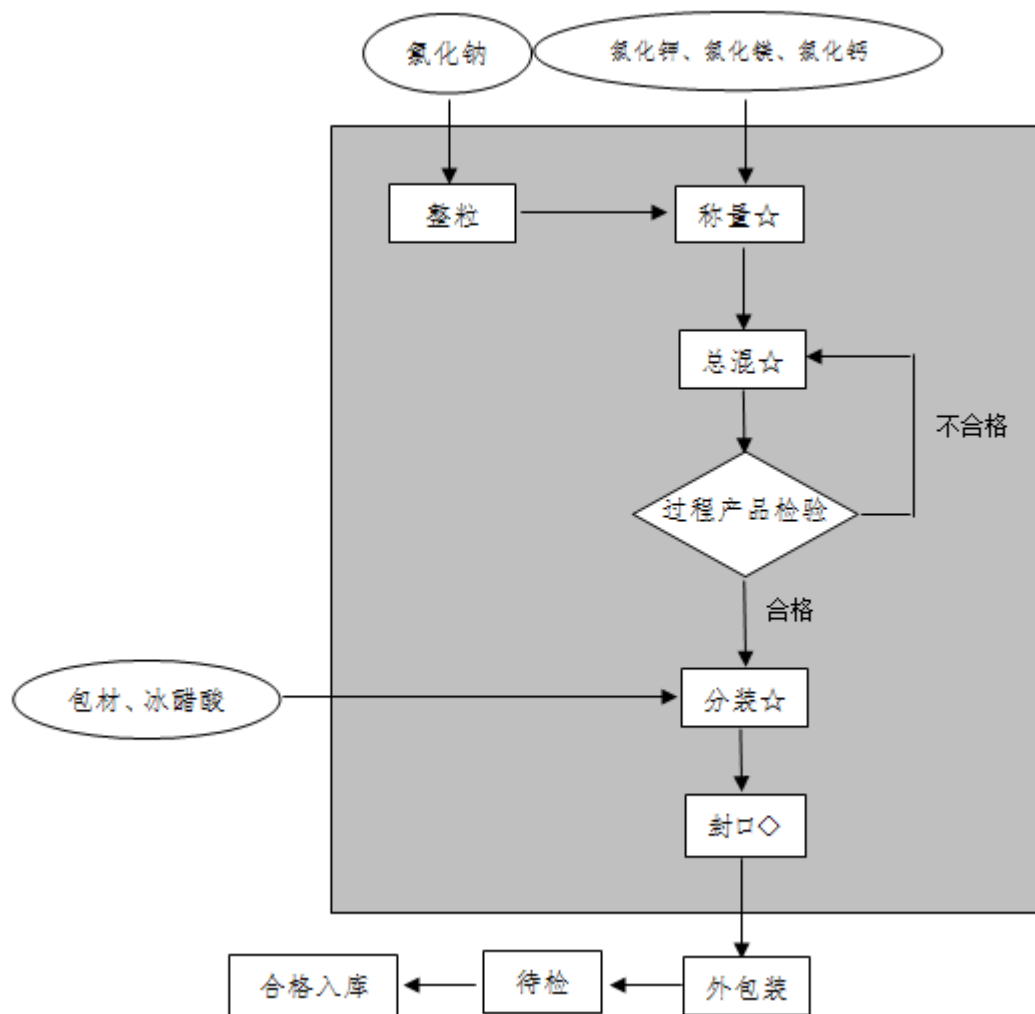 氯化钠
氯化钾、氯化镁、氯化钙
整粒
称量☆
总混☆
不合格
过程产品检验
合格
包材、冰醋酸
分装☆
封口◇
合格入库
待检
外包装